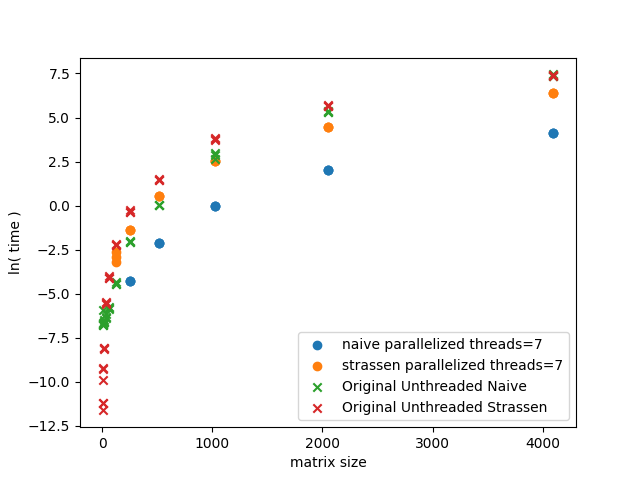 7.5
5.0
2.5
0.0
−2.5
−5.0
−7.5
−10.0
−12.5
ln( time )
naive parallelized threads=7
strassen parallelized threads=7
Original Unthreaded Naive
Original Unthreaded Strassen
0 1000 2000 3000 4000
matrix size